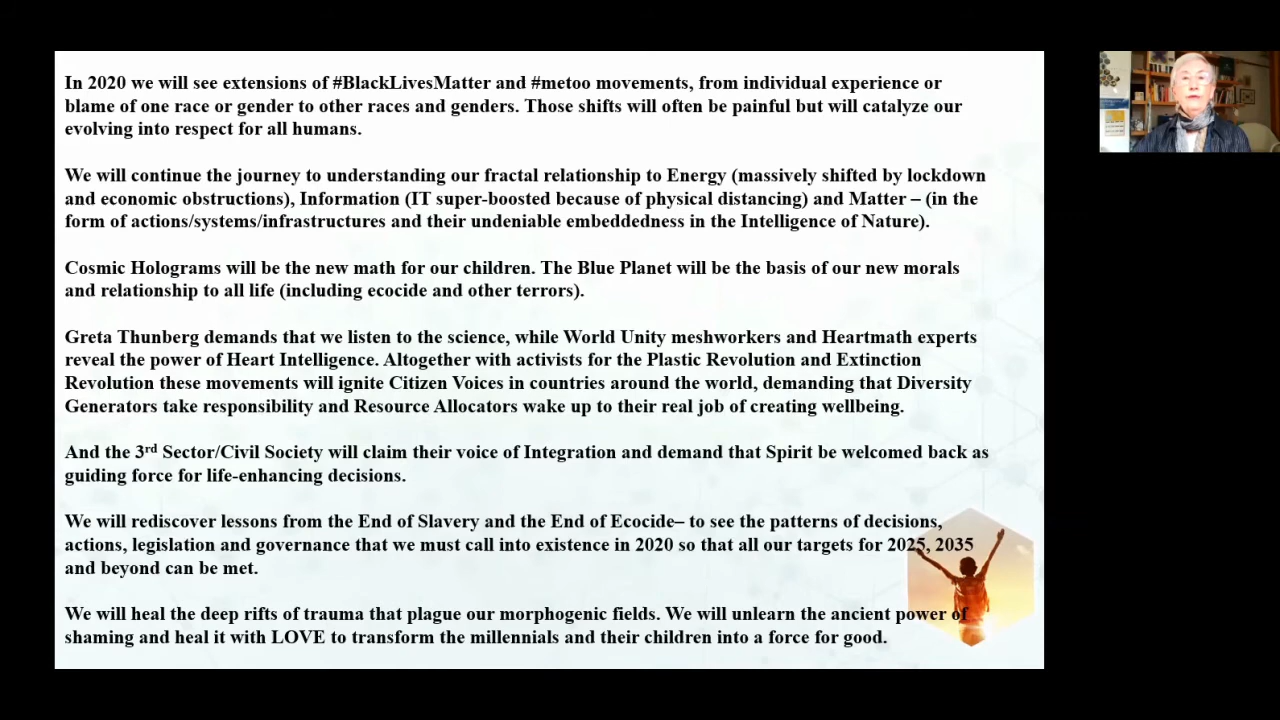 In 2020 we will see extensions of #BlackLivesMatter and #metoo movements, from individual experience or
blame of one race or gender to other races and genders. Those shifts will often be painful but will catalyze our
evolving into respect for all humans.
We will continue the journey to understanding our fractal relationship to Energy (massively shifted by lockdown
and economic obstructions), Information (IT super-boosted because of physical distancing) and Matter – (in the
form of actions/systems/infrastructures and their undeniable embeddedness in the Intelligence of Nature).
Cosmic Holograms will be the new math for our children. The Blue Planet will be the basis of our new morals
and relationship to all life (including ecocide and other terrors).
Greta Thunberg demands that we listen to the science, while World Unity meshworkers and Heartmath experts
reveal the power of Heart Intelligence. Altogether with activists for the Plastic Revolution and Extinction
Revolution these movements will ignite Citizen Voices in countries around the world, demanding that Diversity
Generators take responsibility and Resource Allocators wake up to their real job of creating wellbeing.
And the 3rd Sector/Civil Society will claim their voice of Integration and demand that Spirit be welcomed back as
guiding force for life-enhancing decisions.
We will rediscover lessons from the End of Slavery and the End of Ecocide– to see the patterns of decisions,
actions, legislation and governance that we must call into existence in 2020 so that all our targets for 2025, 2035
and beyond can be met.
We will heal the deep rifts of trauma that plague our morphogenic fields. We will unlearn the ancient power of
shaming and heal it with LOVE to transform the millennials and their children into a force for good.